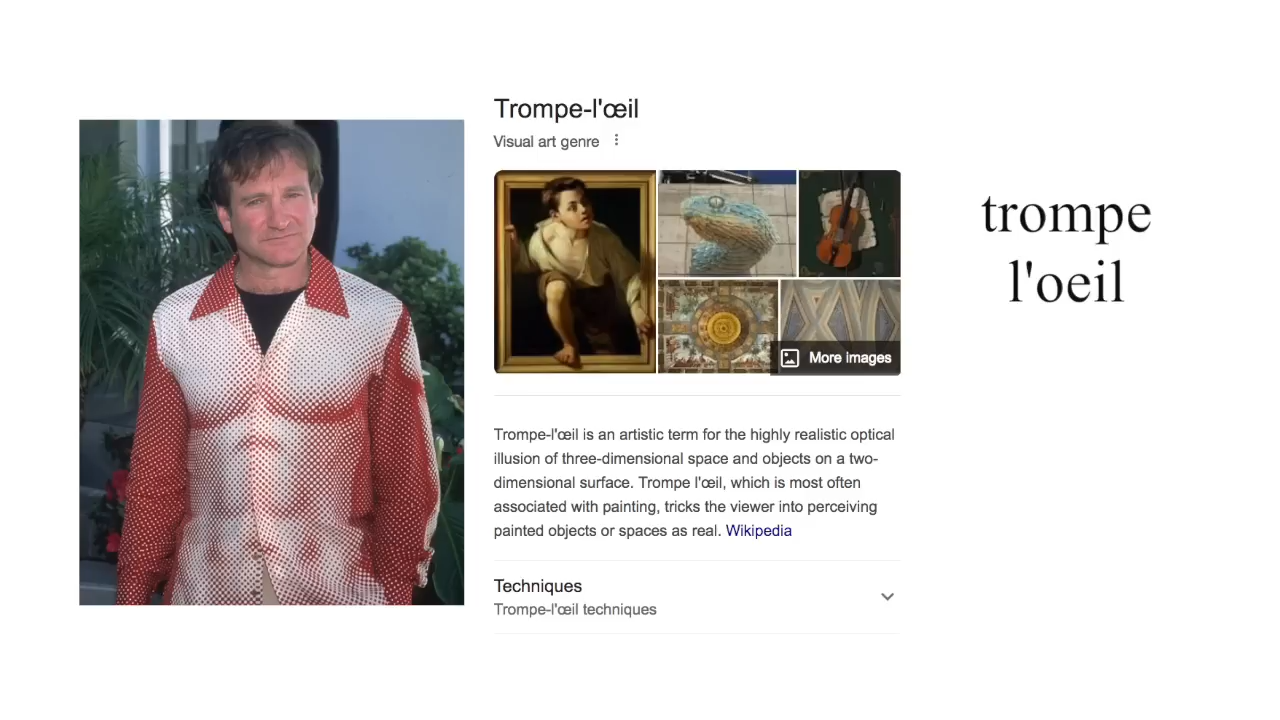 Trompe-l'œil
Visual art genre
More images
Trompe-l'œil is an artistic term for the highly realistic optical
illusion of three-dimensional space and objects on a two-
dimensional surface. Trompe l'œil, which is most often
associated with painting, tricks the viewer into perceiving
painted objects or spaces as real. Wikipedia
Techniques
Trompe-l'œil techniques
trompe
l'oeil